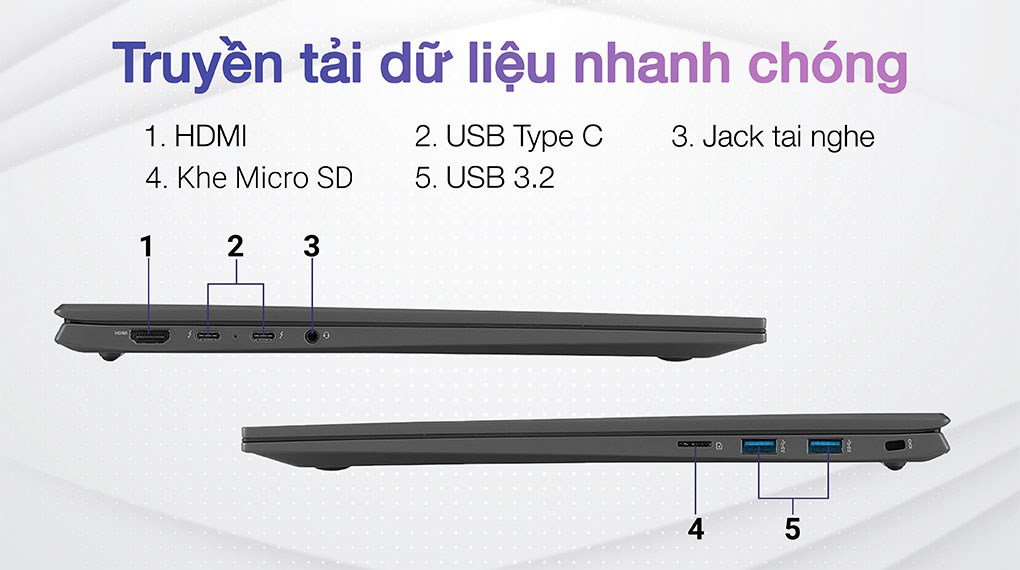 Truyền tải dữ liệu nhanh chóng
1. HDMI 2. USB Type C 3. Jack tai nghe
4. Khe Micro SD 5. USB 3.2
1 2 3
HDMI
4 5